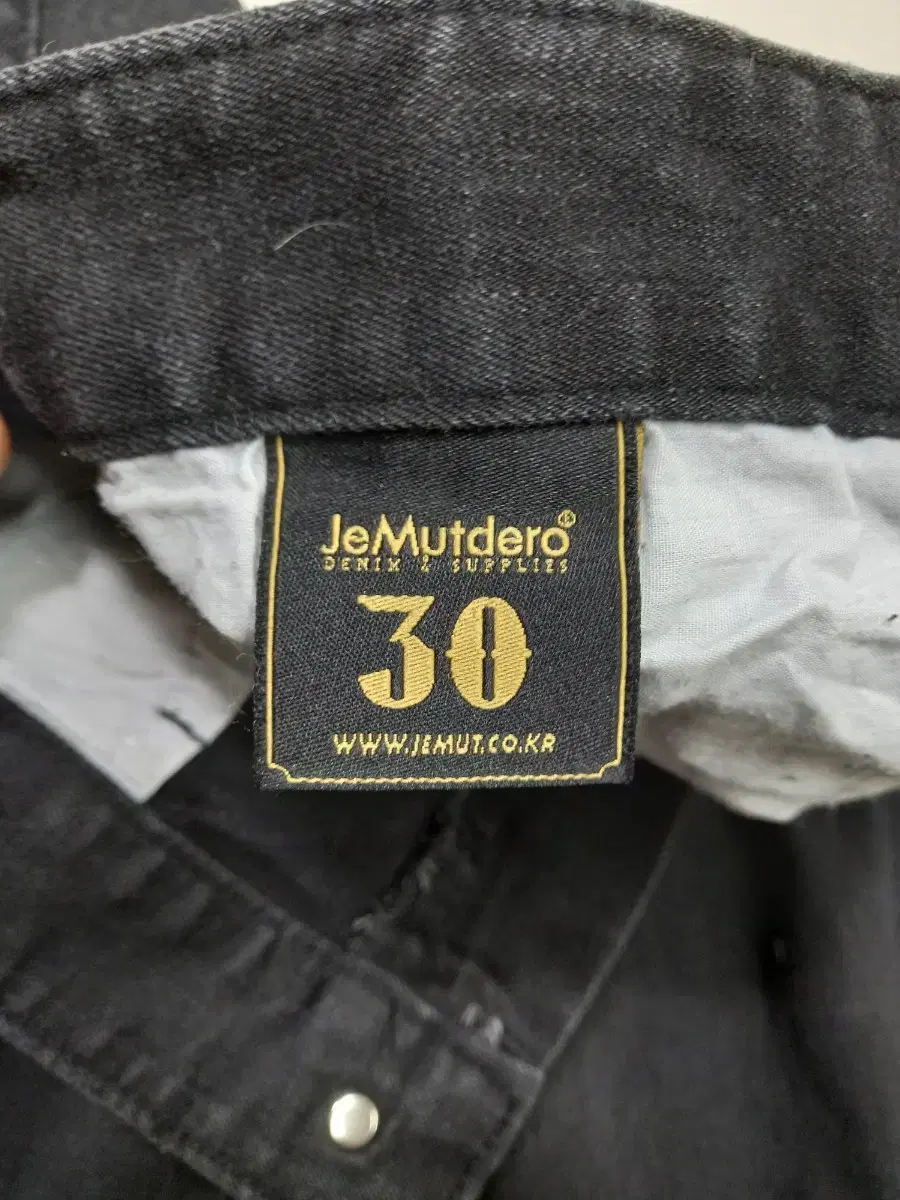 JeMutdero
DENIM & SUPPLIES
30
WWW.JEMUT.CO.KR